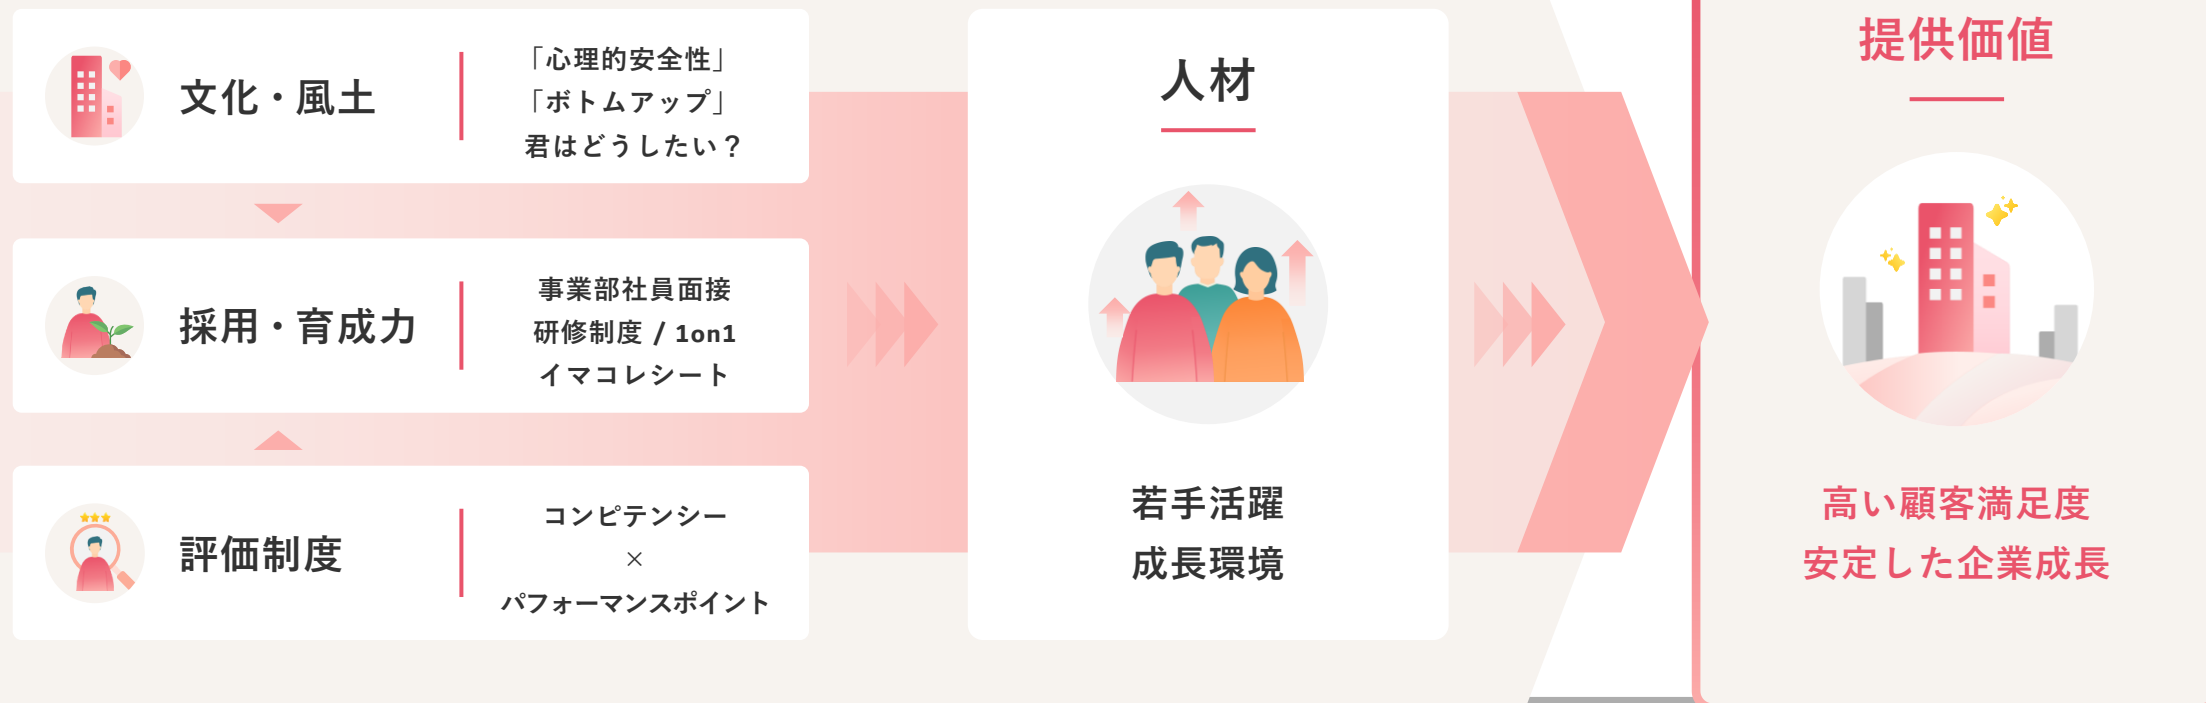 文化・風土
「心理的安全性」
「ボトムアップ」
君はどうしたい？
採用・育成力
事業部社員面接
研修制度 / 1on1
イマコレシート
評価制度
コンピテンシー
×
パフォーマンスポイント
人材
若手活躍
成長環境
提供価値
高い顧客満足度
安定した企業成長